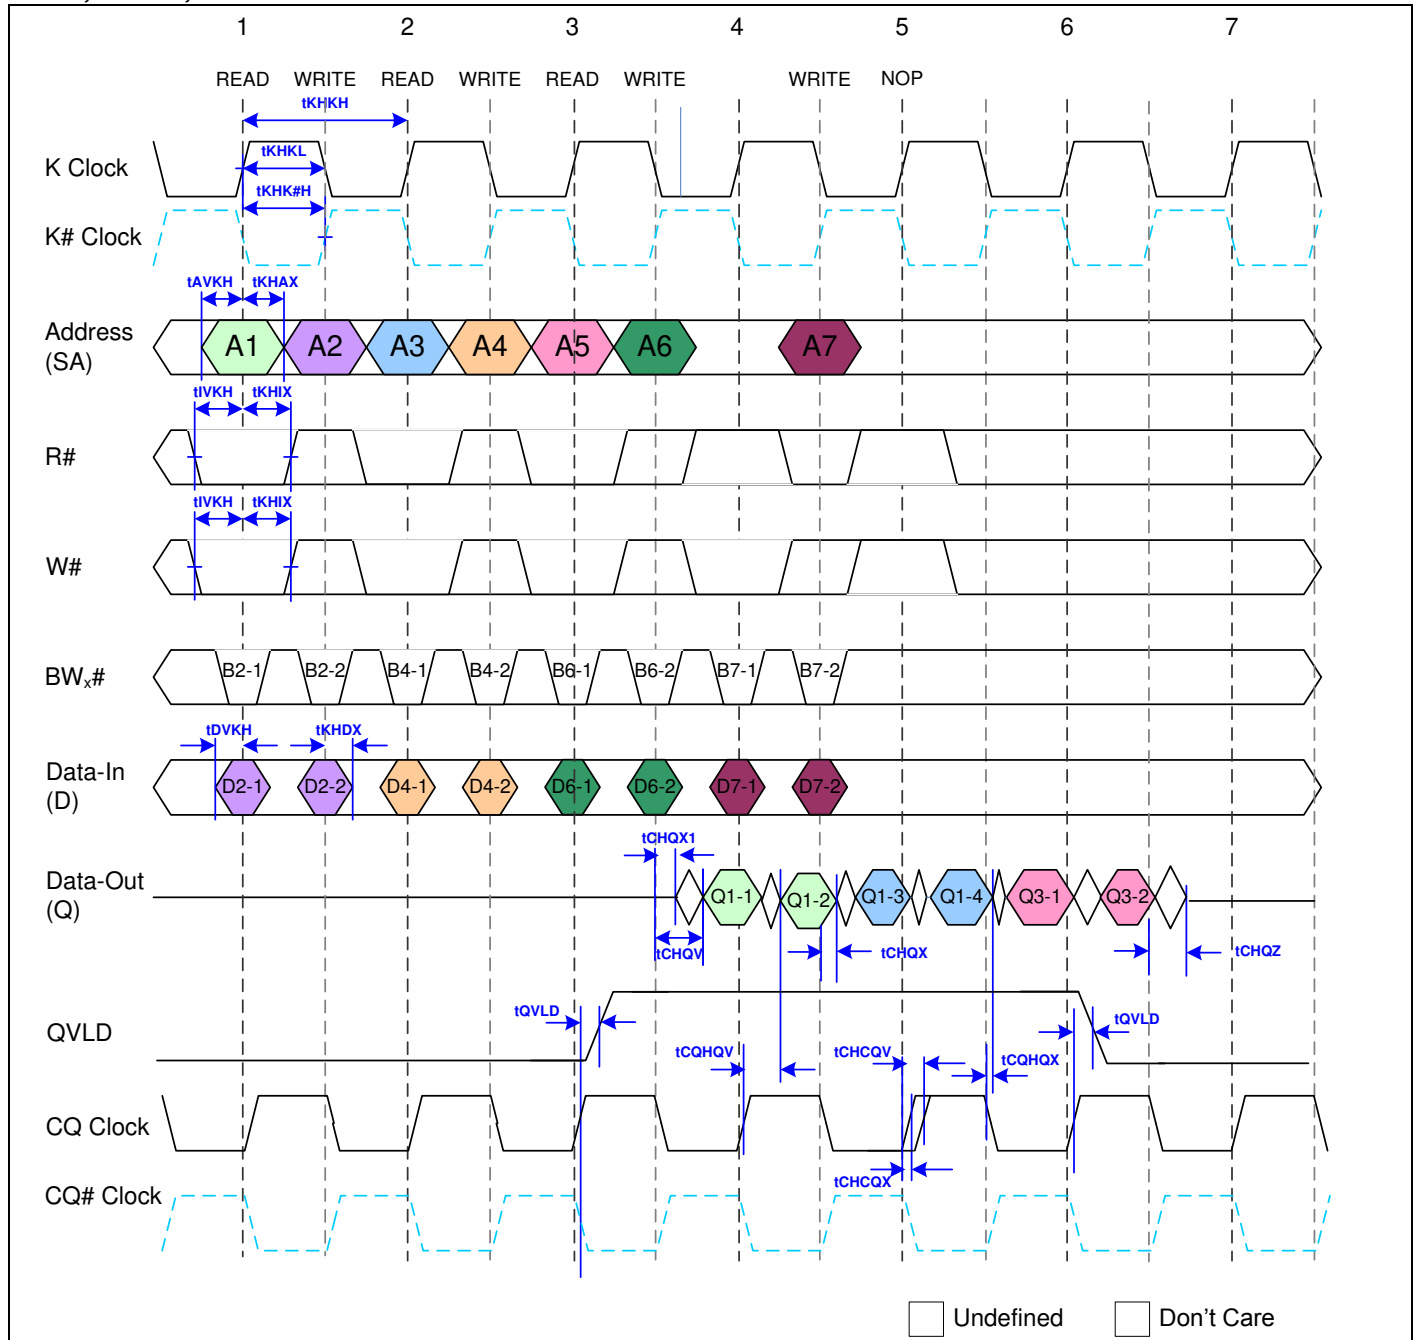 1 2 3 4 5 6 7
READ WRITE READ WRITE READ WRITE WRITE NOP
tKHKH
K Clock
tKHKL
tKHK#H
K# Clock
tAVKH tKHAX
Address
(SA)
A1 A2 A3 A4 A5 A6 A7
tIVKH tKHIX
R#
tIVKH tKHIX
W#
BWx#
B2-1 B2-2 B4-1 B4-2 B6-1 B6-2 B7-1 B7-2
tDVKH tKHDX
Data-In
(D)
D2-1 D2-2 D4-1 D4-2 D6-1 D6-2 D7-1 D7-2
tCHQX1
Data-Out
(Q)
Q1-1 Q1-2 Q1-3 Q1-4 Q3-1 Q3-2
tCHQV tCHQX tCHQZ
tQVLD tQVLD
QVLD
tCQHQV tCHCQV tCQHQX
CQ Clock
tCHCQX
CQ# Clock
Undefined Don't Care